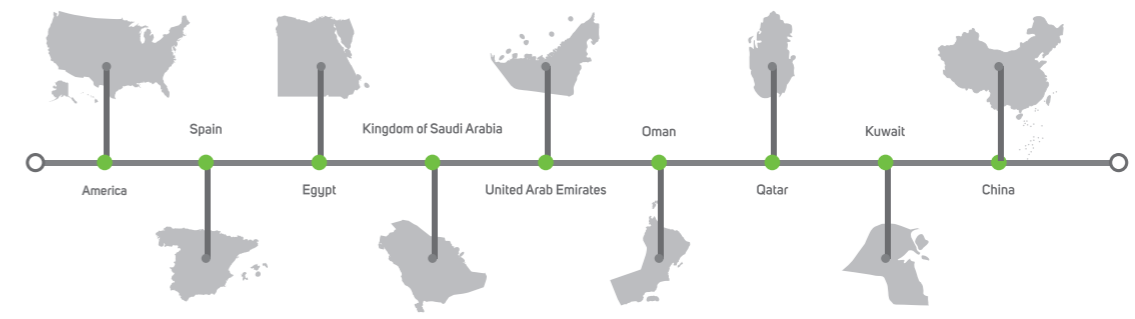 Spain
Kingdom of Saudi Arabia
Oman
Kuwait
America
Egypt
United Arab Emirates
Qatar
China